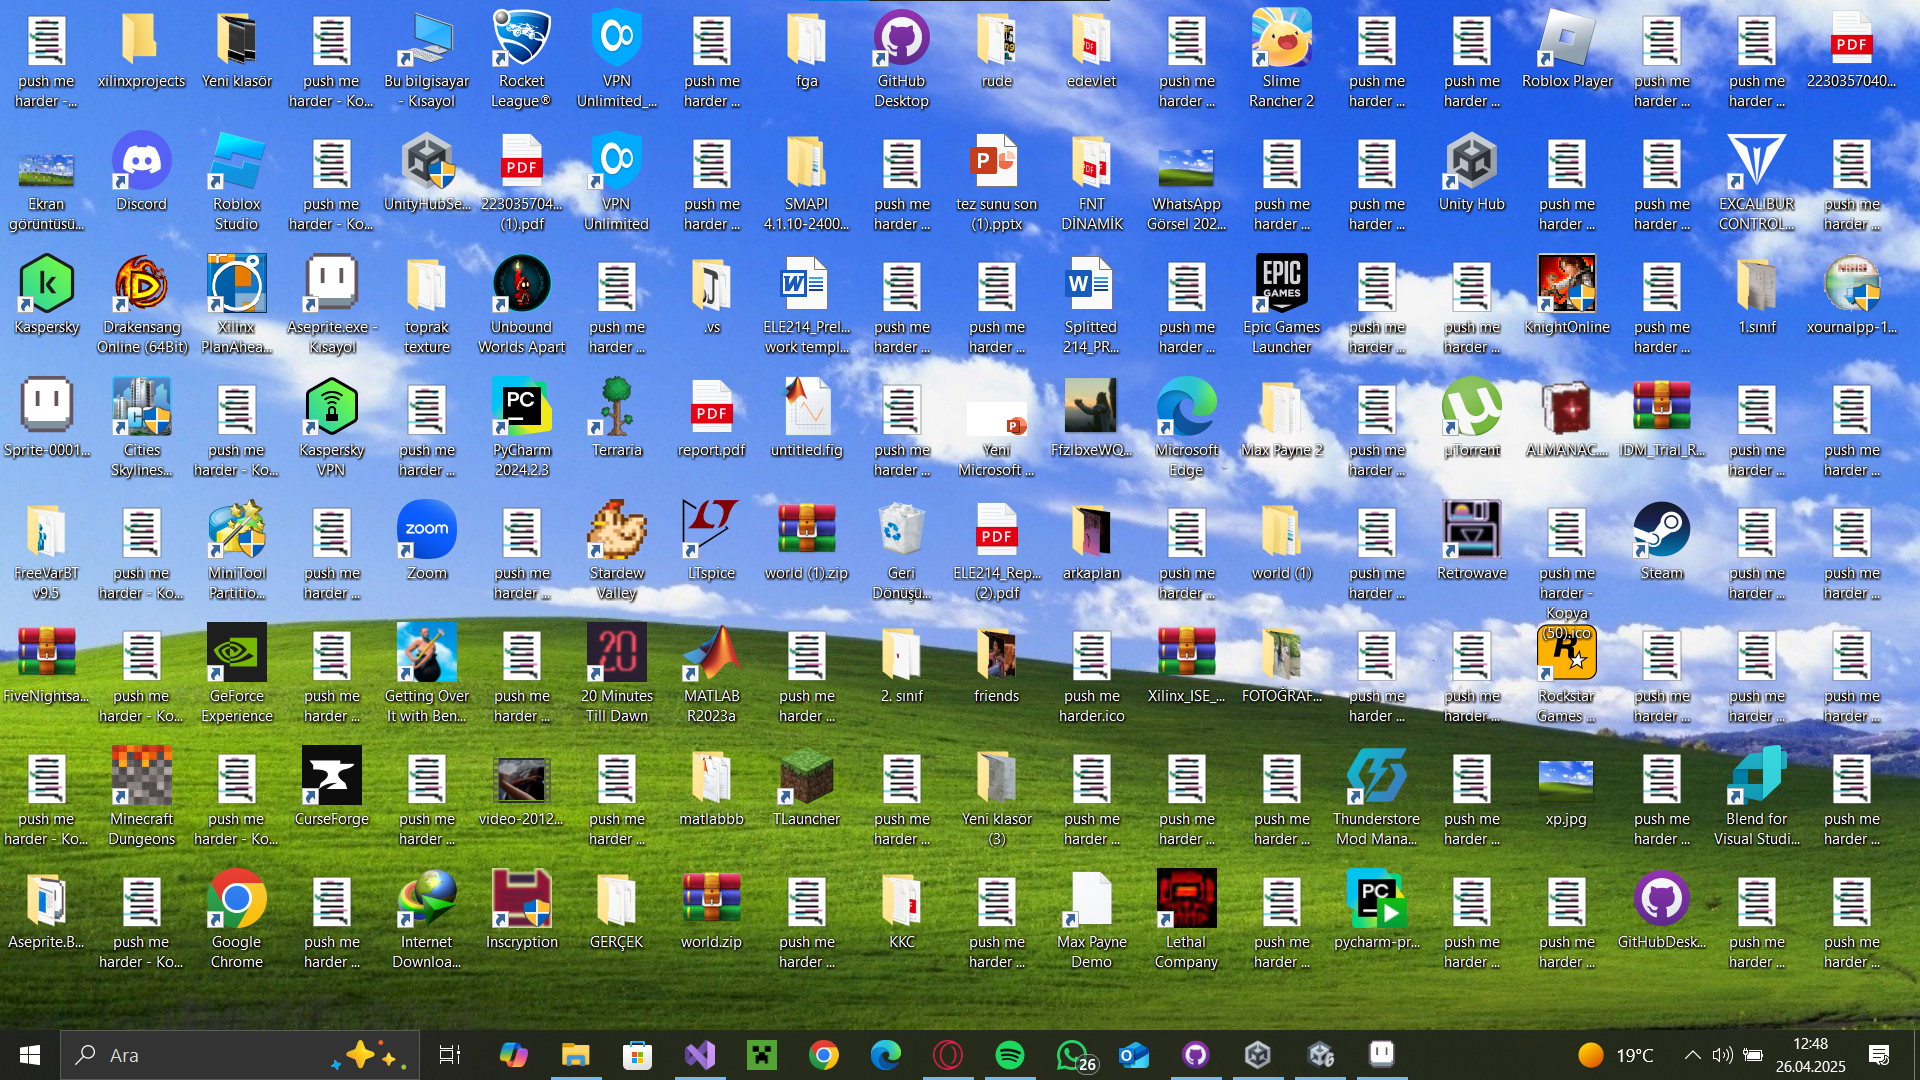 push me
harder -...
xilinxprojects
Yeni klasör
push me
harder - Ko...
Bu bilgisayar
- Kısayol
Rocket
League®
VPN
Unlimited_...
push me
harder ...
fga
GitHub
Desktop
rude
edevlet
push me
harder ...
Slime
Rancher 2
push me
harder ...
push me
harder ...
Roblox Player
push me
harder ...
push me
harder ...
PDF
2230357040...
Ekran
görüntüsü...
Discord
Roblox
Studio
push me
harder - Ko...
UnityHubSe...
PDF
223035704...
(1).pdf
VPN
Unlimited
push me
harder ...
SMAPI
4.1.10-2400...
push me
harder ...
tez sunu son
(1).pptx
FNT
DİNAMİK
WhatsApp
Görsel 202...
push me
harder ...
push me
harder ...
Unity Hub
push me
harder ...
push me
harder ...
EXCALIBUR
CONTROL...
push me
harder ...
Kaspersky
Drakensang
Online (64Bit)
Xilinx
PlanAhea...
Aseprite.exe -
Kısayol
toprak
texture
Unbound
Worlds Apart
push me
harder ...
.vs
ELE214_Prel...
work templ...
push me
harder ...
push me
harder ...
Splitted
214_PR...
push me
harder ...
EPIC
GAMES
Epic Games
Launcher
push me
harder ...
push me
harder ...
KnightOnline
push me
harder ...
1.sınıf
NSIS
xournalpp-1...
Sprite-0001...
Cities
Skylines...
push me
harder - Ko...
Kaspersky
VPN
push me
harder ...
PC
PyCharm
2024.2.3
Terraria
PDF
report.pdf
untitled.fig
push me
harder ...
Yeni
Microsoft ...
FfzIbxeWQ...
Microsoft
Edge
Max Payne 2
push me
harder ...
µTorrent
ALMANAC....
IDM_Trial_R...
push me
harder ...
push me
harder ...
FreeVarBT
v9.5
push me
harder - Ko...
MiniTool
Partitio...
push me
harder ...
zoom
Zoom
push me
harder ...
Stardew
Valley
LTspice
world (1).zip
Geri
Dönüşü...
PDF
ELE214_Rep...
(2).pdf
arkaplan
push me
harder ...
world (1)
push me
harder ...
Retrowave
push me
harder -
Kopya
(50).ico
Steam
push me
harder ...
push me
harder ...
FiveNightsa...
push me
harder - Ko...
GeForce
Experience
push me
harder ...
Getting Over
It with Ben...
push me
harder ...
20 Minutes
Till Dawn
MATLAB
R2023a
push me
harder ...
2. sınıf
friends
push me
harder.ico
Xilinx_ISE_...
FOTOĞRAF...
push me
harder ...
push me
harder ...
Rockstar
Games ...
push me
harder ...
push me
harder ...
push me
harder ...
push me
harder - Ko...
Minecraft
Dungeons
push me
harder - Ko...
CurseForge
push me
harder ...
video-2012...
push me
harder ...
matlabbb
TLauncher
push me
harder ...
Yeni klasör
(3)
push me
harder ...
push me
harder ...
push me
harder ...
Thunderstore
Mod Mana...
push me
harder ...
xp.jpg
push me
harder ...
Blend for
Visual Studi...
push me
harder ...
Aseprite.B...
push me
harder - Ko...
Google
Chrome
push me
harder ...
Internet
Downloa...
Inscryption
GERÇEK
world.zip
push me
harder ...
KKC
push me
harder ...
Max Payne
Demo
Lethal
Company
push me
harder ...
PC
pycharm-pr...
push me
harder ...
push me
harder ...
GitHubDesk...
push me
harder ...
push me
harder ...
Ara
26
19°C
12:48
26.04.2025